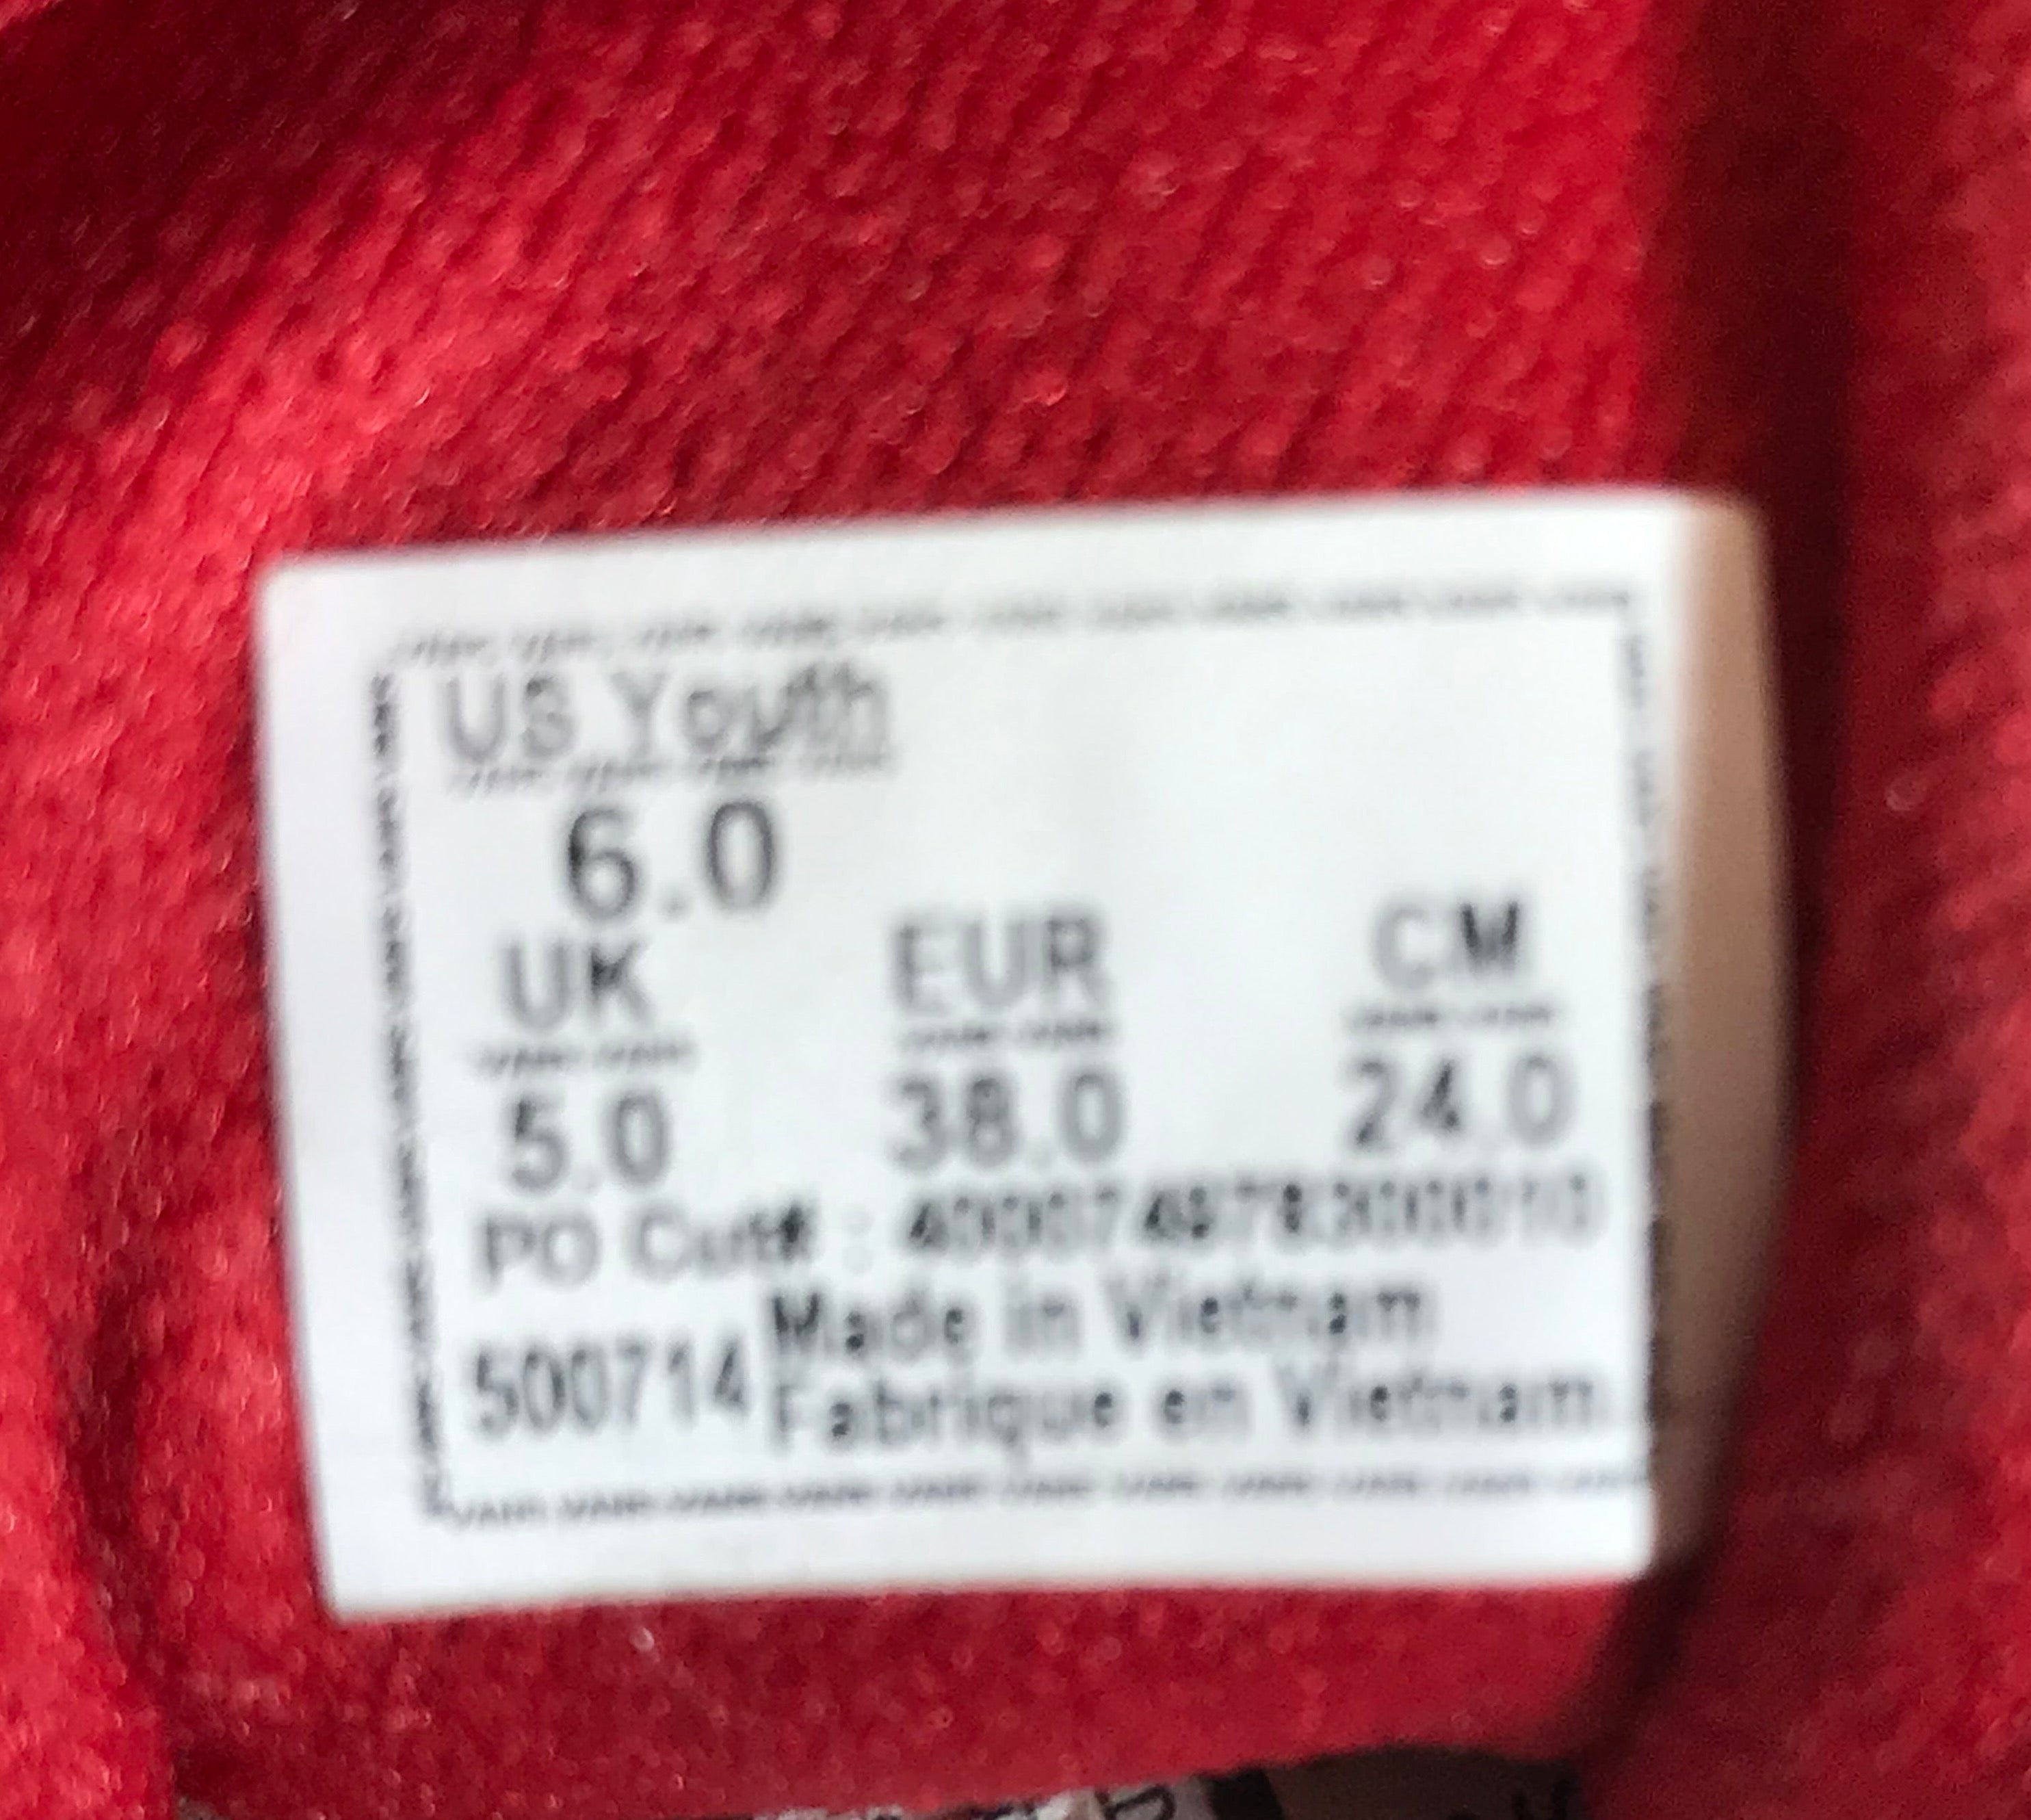 US Youth
6.0
UK EUR CM
5.0 38.0 24.0
PO Cut# :
500714 Made in Vietnam
Fabrique en Vietnam